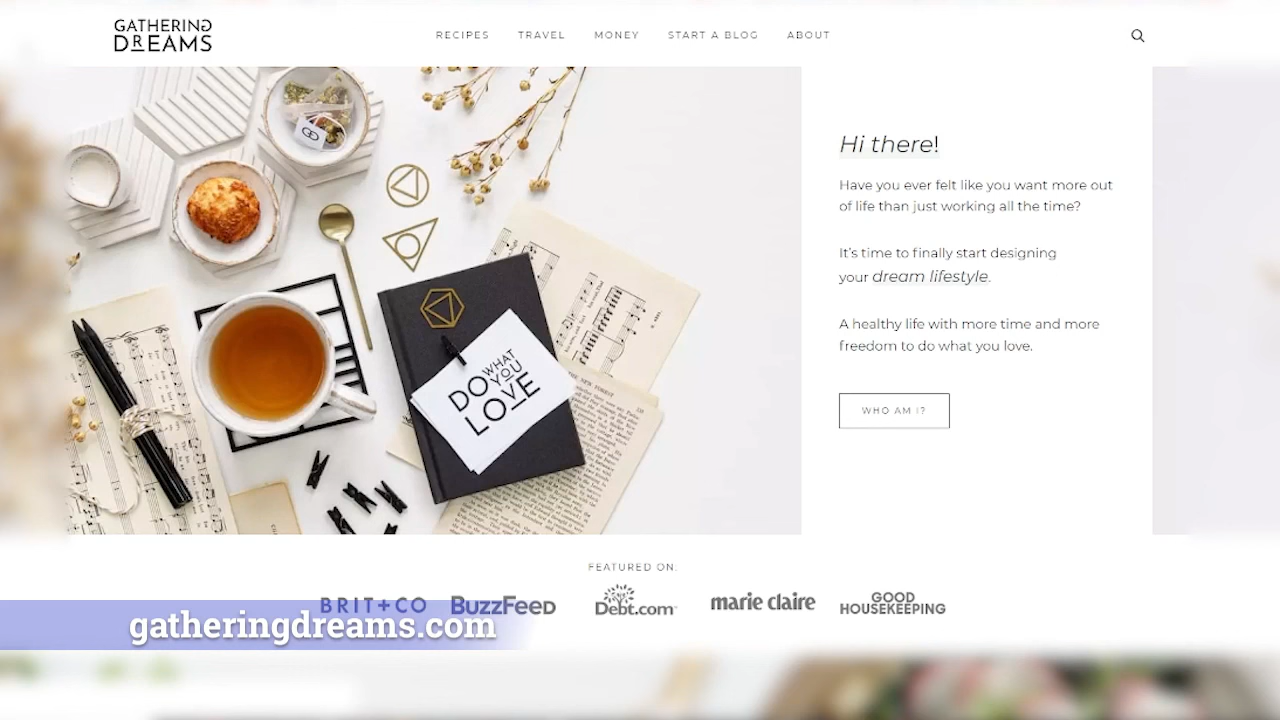 GATHERING
DREAMS
RECIPES TRAVEL MONEY START A BLOG ABOUT
Hi there!
Have you ever felt like you want more out
of life than just working all the time?
It's time to finally start designing
your dream lifestyle.
A healthy life with more time and more
freedom to do what you love.
WHO AM I?
DO WHAT
YOU
LOVE
THE NEW FOREST
FEATURED ON:
BRIT+CO BuzzFeed Debt.com marie claire GOOD
HOUSEKEEPING
gatheringdreams.com